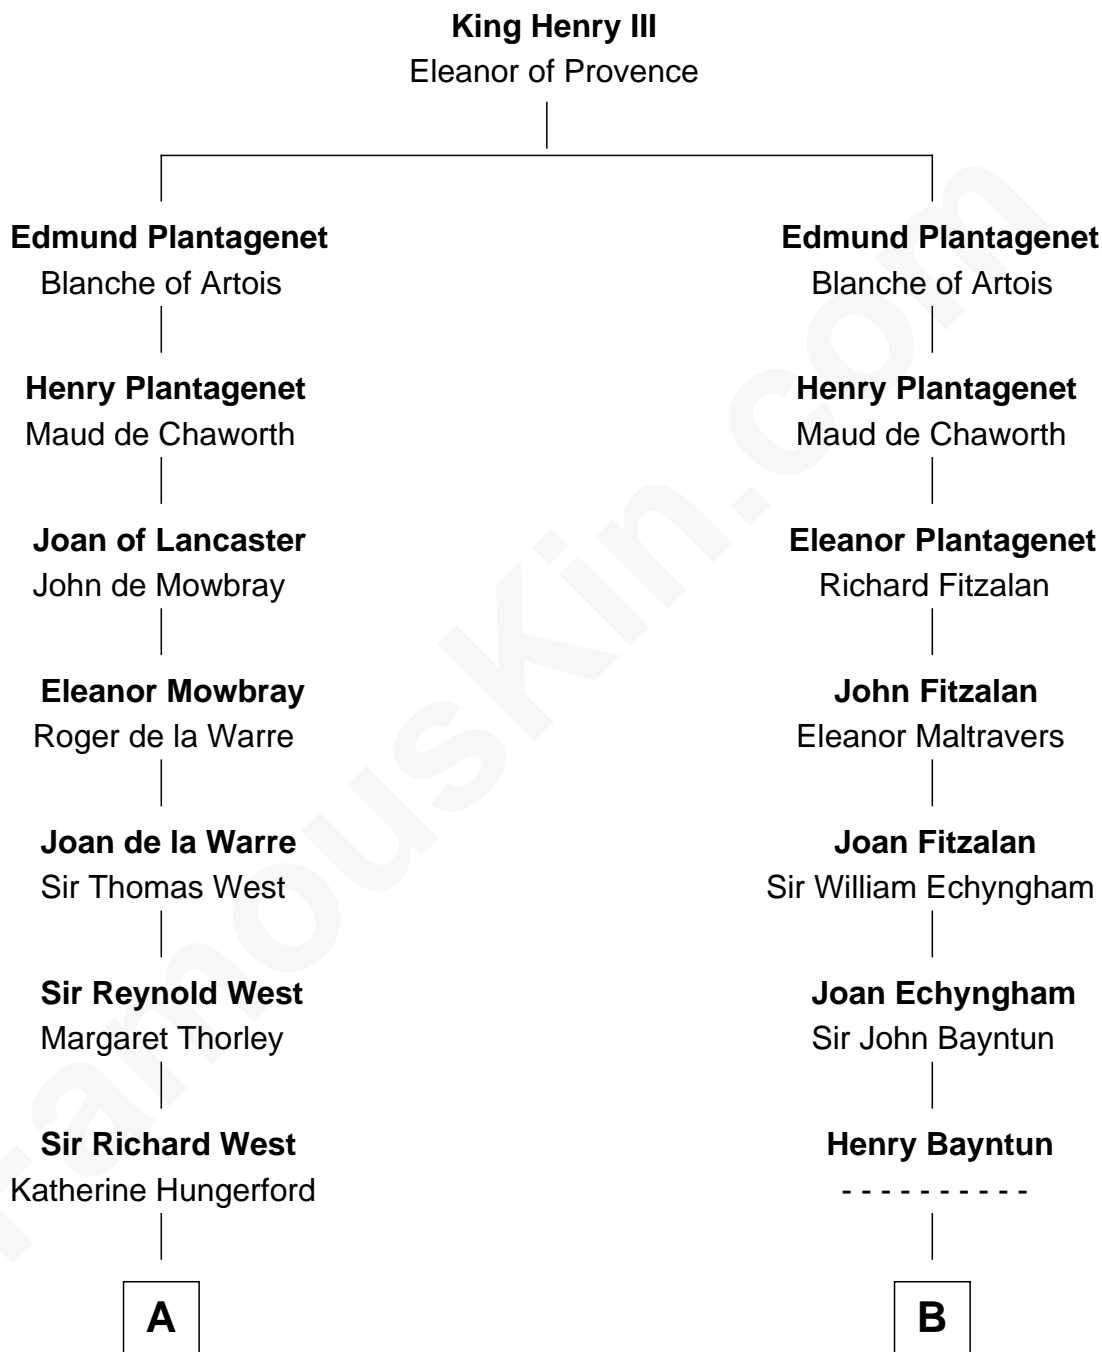 King Henry III
Eleanor of Provence
Edmund Plantagenet
Blanche of Artois
Henry Plantagenet
Maud de Chaworth
Joan of Lancaster
John de Mowbray
Eleanor Mowbray
Roger de la Warre
Joan de la Warre
Sir Thomas West
Sir Reynold West
Margaret Thorley
Sir Richard West
Katherine Hungerford
A
Edmund Plantagenet
Blanche of Artois
Henry Plantagenet
Maud de Chaworth
Eleanor Plantagenet
Richard Fitzalan
John Fitzalan
Eleanor Maltravers
Joan Fitzalan
Sir William Echyngham
Joan Echyngham
Sir John Bayntun
Henry Bayntun
- - - - - - - - - -
B
FamousKin.com